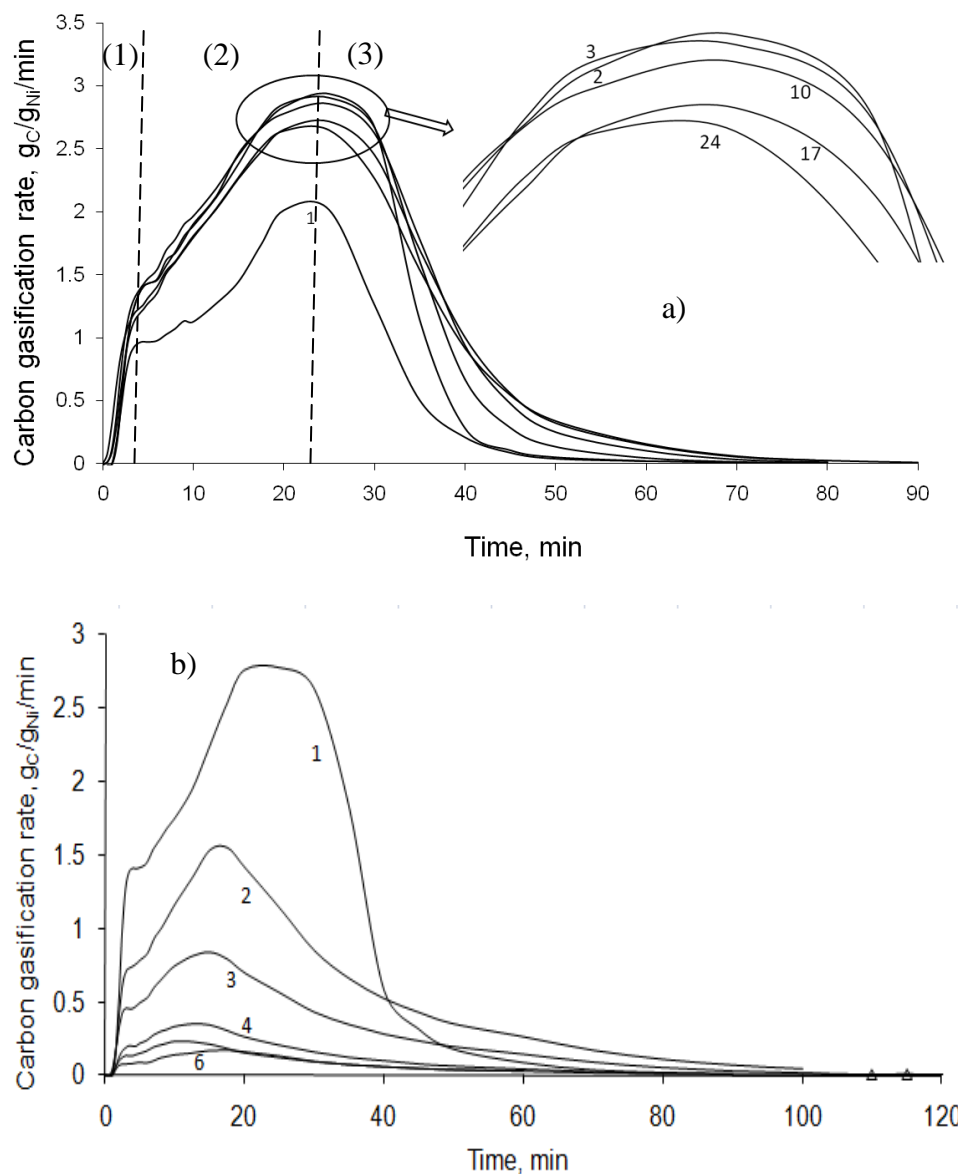 3.5
3
2.5
2
1.5
1
0.5
0
Carbon gasification rate, gC/gNi/min
(1) (2) (3)
1
3
2
10
17
24
a)
0 10 20 30 40 50 60 70 80 90
Time, min
3
2.5
2
1.5
1
0.5
0
Carbon gasification rate, gC/gNi/min
b)
1
2
3
4
6
0 20 40 60 80 100 120
Time, min